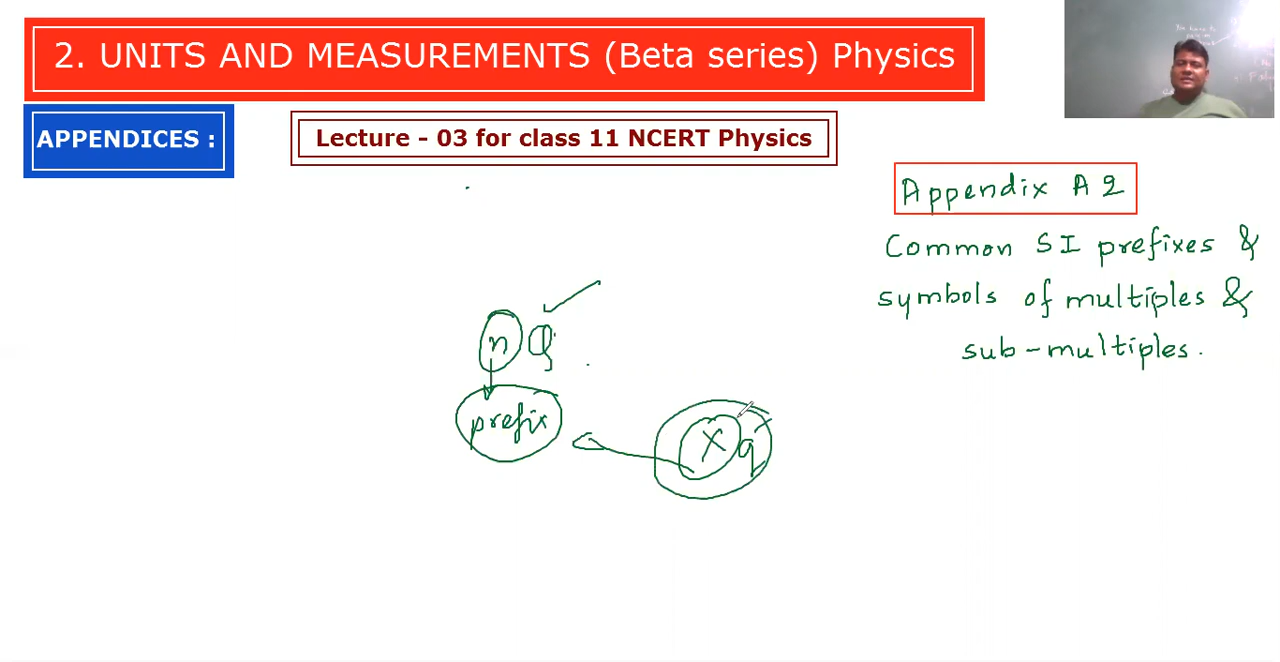 2. UNITS AND MEASUREMENTS (Beta series) Physics
APPENDICES :
Lecture - 03 for class 11 NCERT Physics
Appendix A2
Common SI prefixes &
symbols of multiples &
sub-multiples.
n q
prefix
x q